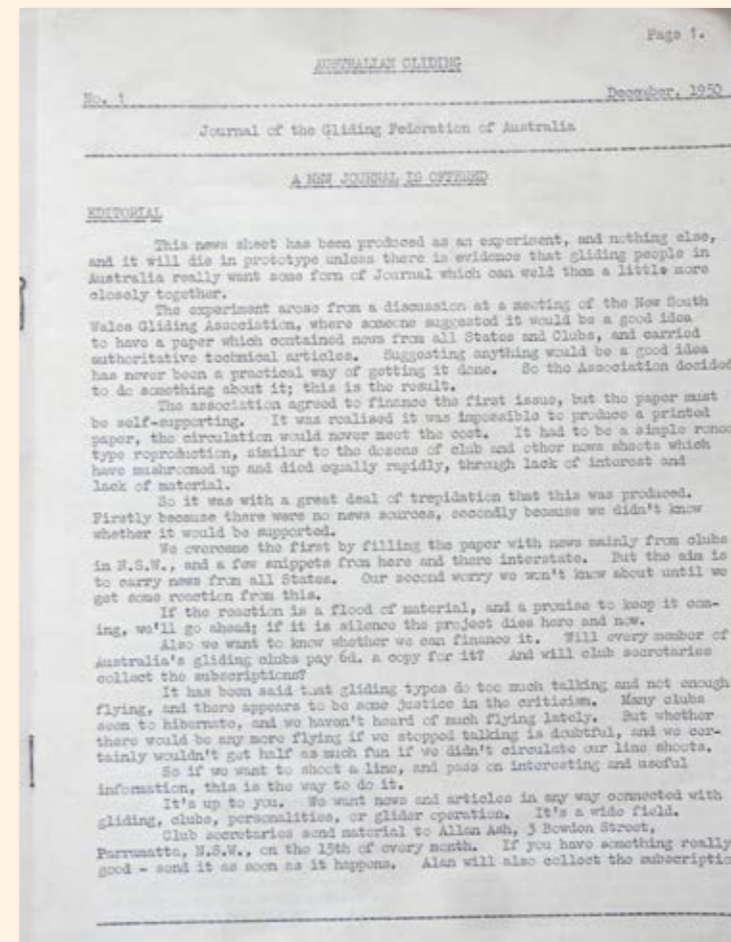 Page 1.
AUSTRALIAN GLIDING
No. 1 December, 1950
Journal of the Gliding Federation of Australia
A NEW JOURNAL IS OFFERED
EDITORIAL
This news sheet has been produced as an experiment, and nothing else,
and it will die in prototype unless there is evidence that gliding people in
Australia really want some form of Journal which can weld them a little more
closely together.
The experiment arose from a discussion at a meeting of the New South
Wales Gliding Association, where someone suggested it would be a good idea
to have a paper which contained news from all States and Clubs, and carried
authoritative technical articles. Suggesting anything would be a good idea
has never been a practical way of getting it done. So the Association decided
to do something about it; this is the result.
The association agreed to finance the first issue, but the paper must
be self-supporting. It was realised it was impossible to produce a printed
paper, the circulation would never meet the cost. It had to be a simple roneo
type reproduction, similar to the dozens of club and other news sheets which
have mushroomed up and died equally rapidly, through lack of interest and
lack of material.
So it was with a great deal of trepidation that this was produced.
Firstly because there were no news sources, secondly because we didn't know
whether it would be supported.
We overcame the first by filling the paper with news mainly from clubs
in N.S.W., and a few snippets from here and there interstate. But the aim is
to carry news from all States. Our second worry we won't know about until we
get some reaction from this.
If the reaction is a flood of material, and a promise to keep it com-
ing, we'll go ahead; if it is silence the project dies here and now.
Also we want to know whether we can finance it. Will every member of
Australia's gliding clubs pay 6d. a copy for it? And will club secretaries
collect the subscriptions?
It has been said that gliding types do too much talking and not enough
flying, and there appears to be some justice in the criticism. Many clubs
seem to hibernate, and we haven't heard of much flying lately. But whether
there would be any more flying if we stopped talking is doubtful, and we cer-
tainly wouldn't get half as much fun if we didn't circulate our line shoots.
So if we want to shoot a line, and pass on interesting and useful
information, this is the way to do it.
It's up to you. We want news and articles in any way connected with
gliding, clubs, personalities, or glider operation. It's a wide field.
Club secretaries send material to Allan Ash, 3 Bowden Street,
Parramatta, N.S.W., on the 15th of every month. If you have something really
good - send it as soon as it happens. Alan will also collect the subscriptio